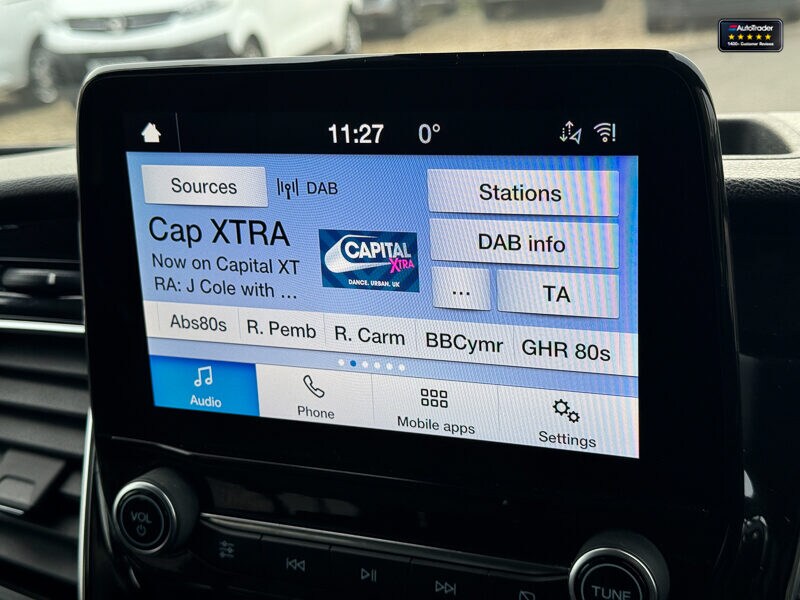 AutoTrader
1400+ Customer Reviews
11:27 0°
Sources DAB
Stations
Cap XTRA
DAB info
Now on Capital XT
RA: J Cole with ...
CAPITAL
XTRA
DANCE. URBAN. UK
... TA
Abs80s R. Pemb R. Carm BBCymr GHR 80s
Audio Phone Mobile apps Settings
VOL
TUNE